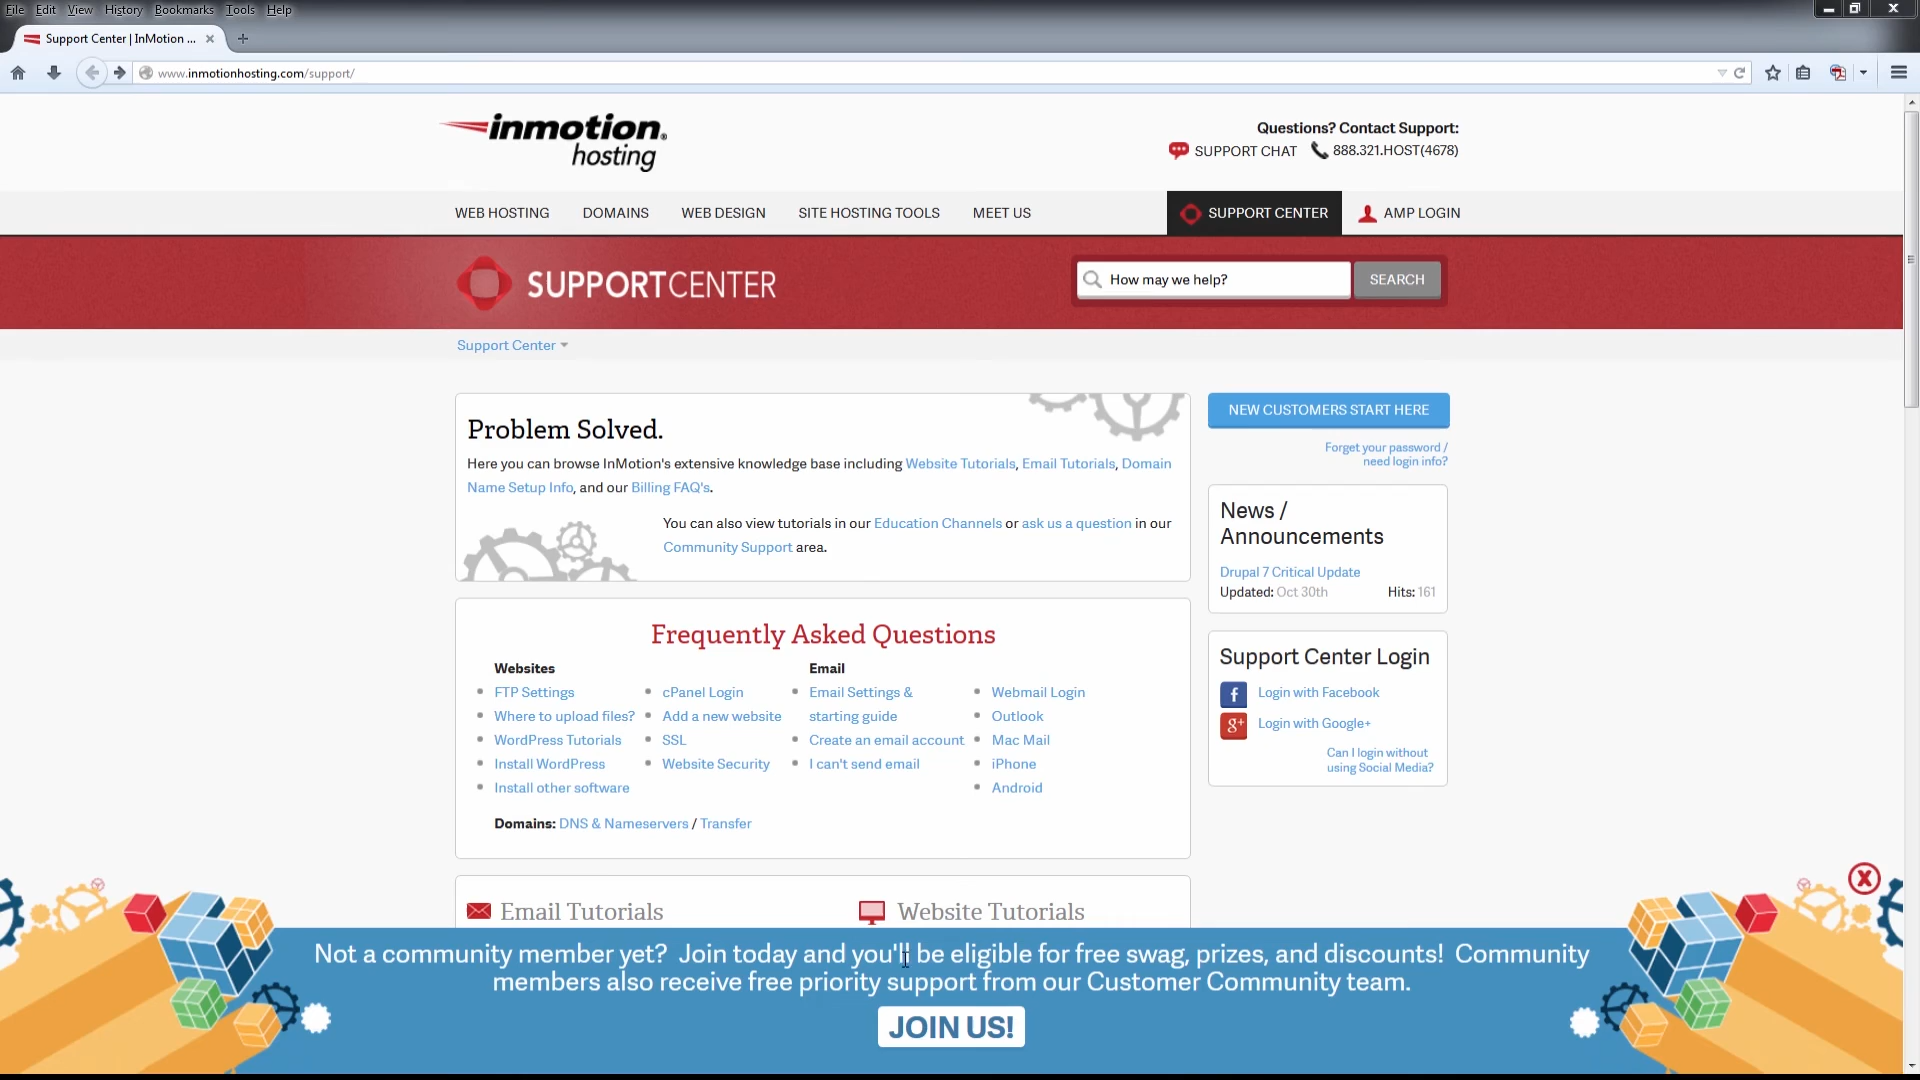 File Edit View History Bookmarks Tools Help
Support Center | InMotion ...
www.inmotionhosting.com/support/
inmotion® hosting
Questions? Contact Support:
SUPPORT CHAT 888.321.HOST(4678)
WEB HOSTING DOMAINS WEB DESIGN SITE HOSTING TOOLS MEET US SUPPORT CENTER AMP LOGIN
SUPPORTCENTER
How may we help? SEARCH
Support Center
Problem Solved.
Here you can browse InMotion's extensive knowledge base including Website Tutorials, Email Tutorials, Domain
Name Setup Info, and our Billing FAQ's.
You can also view tutorials in our Education Channels or ask us a question in our
Community Support area.
NEW CUSTOMERS START HERE
Forget your password /
need login info?
News /
Announcements
Drupal 7 Critical Update
Updated: Oct 30th Hits: 161
Support Center Login
f Login with Facebook
g+ Login with Google+
Can I login without
using Social Media?
Frequently Asked Questions
Websites
FTP Settings
Where to upload files?
WordPress Tutorials
Install WordPress
Install other software
cPanel Login
Add a new website
SSL
Website Security
Email
Email Settings &
starting guide
Create an email account
I can't send email
Webmail Login
Outlook
Mac Mail
iPhone
Android
Domains: DNS & Nameservers / Transfer
Email Tutorials
Website Tutorials
Not a community member yet? Join today and you'll be eligible for free swag, prizes, and discounts! Community
members also receive free priority support from our Customer Community team.
JOIN US!